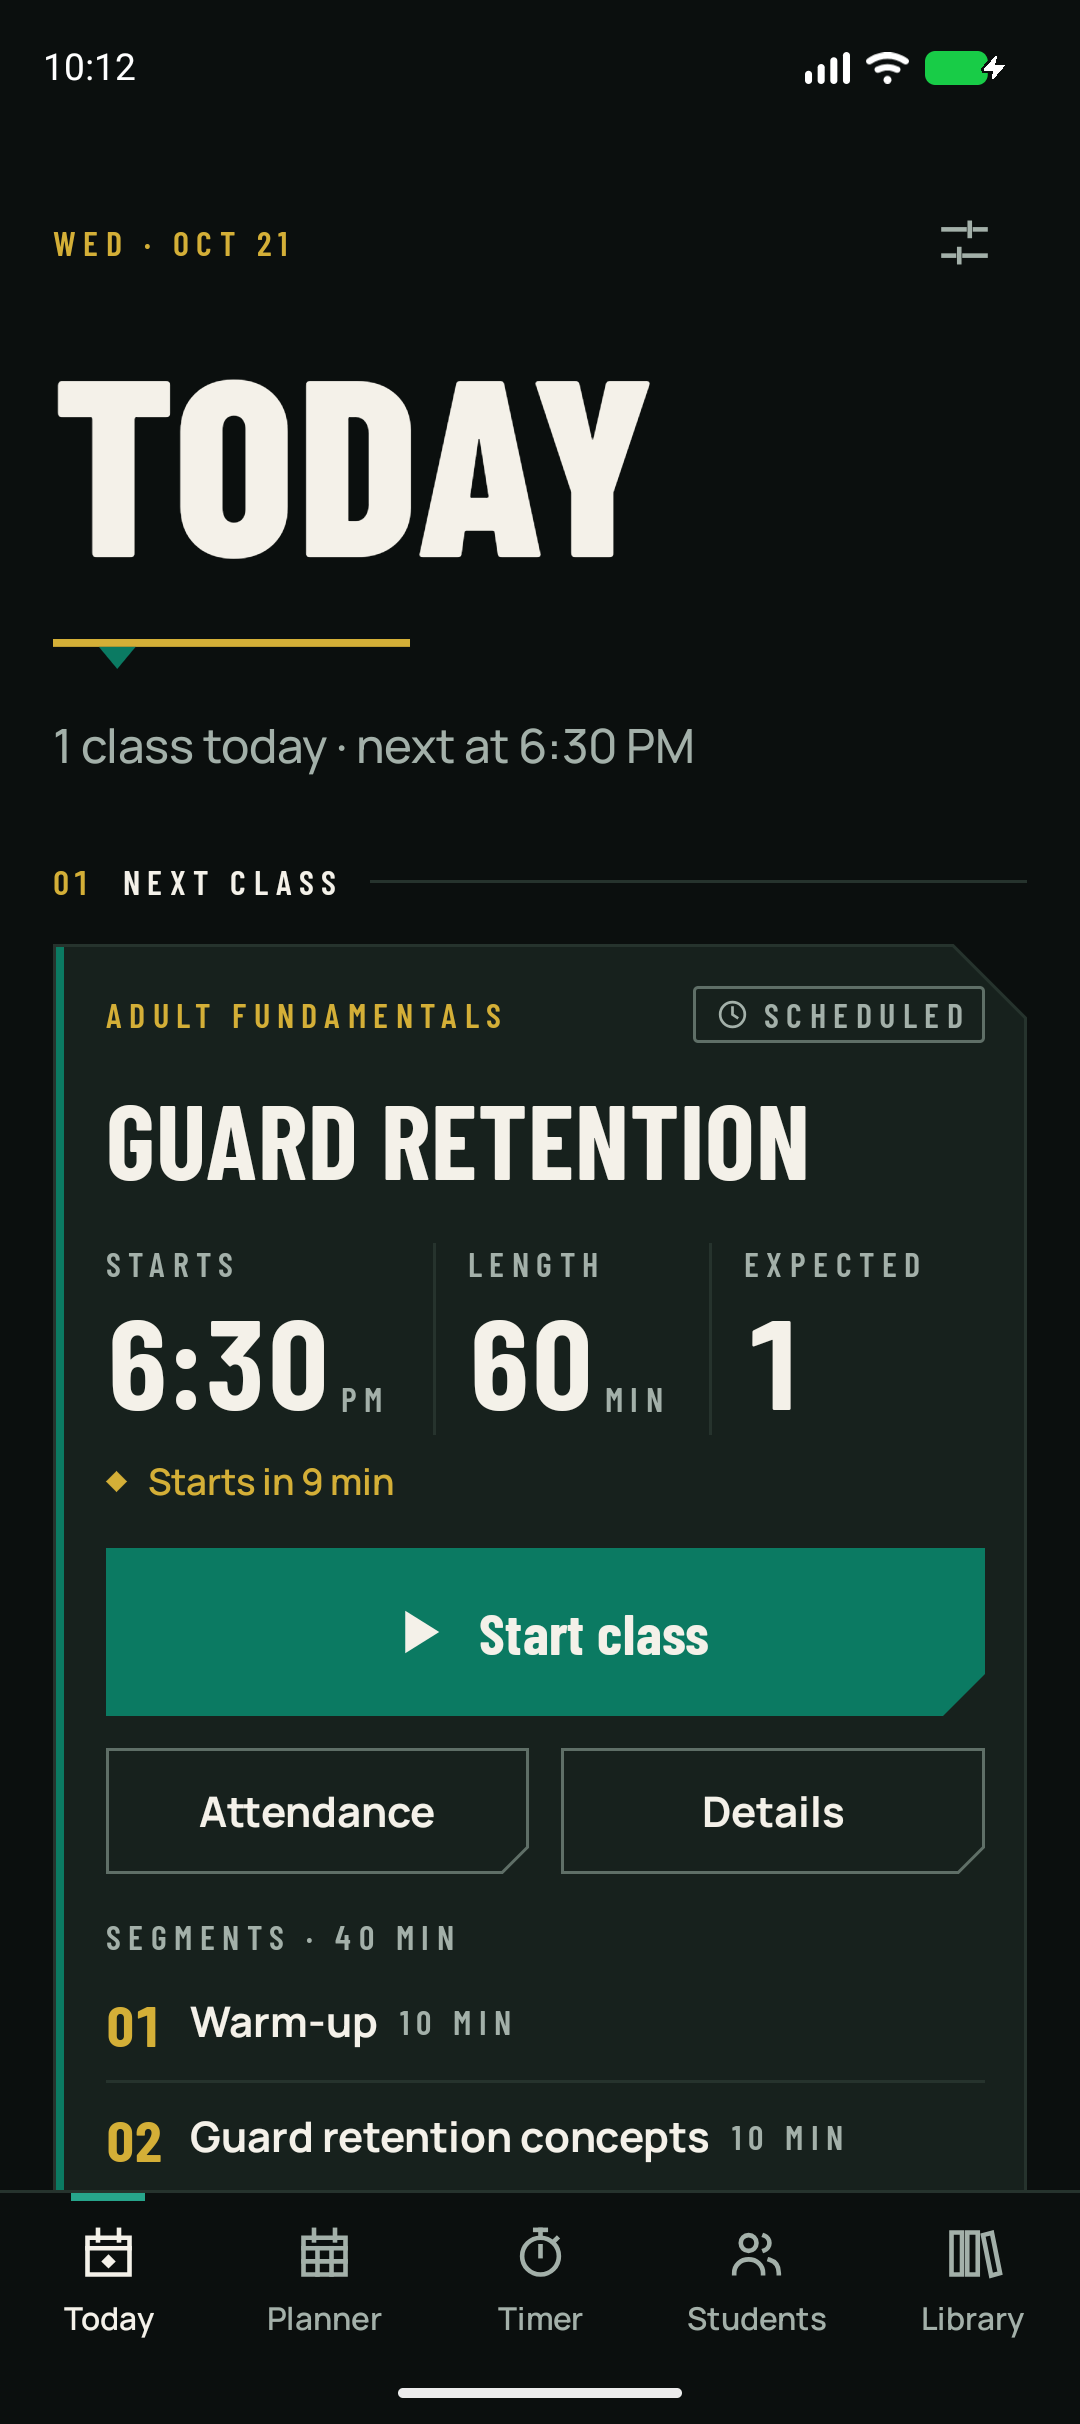 10:12
WED · OCT 21
TODAY
1 class today · next at 6:30 PM
01 NEXT CLASS
ADULT FUNDAMENTALS
SCHEDULED
GUARD RETENTION
STARTS LENGTH EXPECTED
6:30 PM 60 MIN 1
Starts in 9 min
Start class
Attendance Details
SEGMENTS · 40 MIN
01 Warm-up 10 MIN
02 Guard retention concepts 10 MIN
Today Planner Timer Students Library